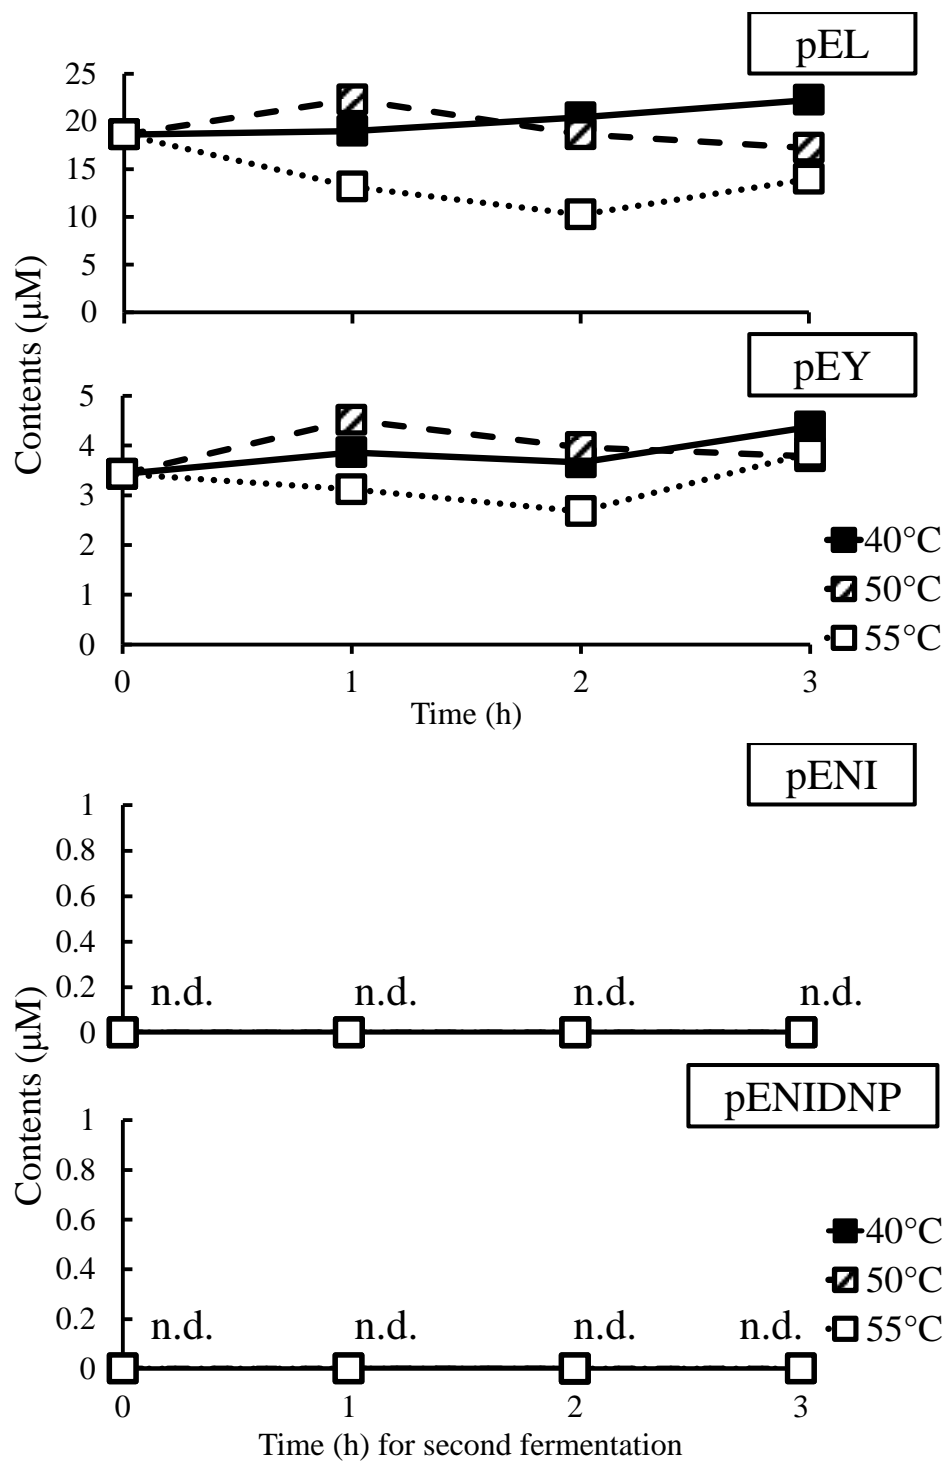 pEL
25
20
15
10
5
0
Contents (μM)
pEY
5
4
3
2
1
0
40°C
50°C
55°C
0 1 2 3
Time (h)
pENI
1
0.8
0.6
0.4
0.2
0
n.d. n.d. n.d. n.d.
Contents (μM)
pENIDNP
1
0.8
0.6
0.4
0.2
0
40°C
50°C
55°C
n.d. n.d. n.d. n.d.
0 1 2 3
Time (h) for second fermentation